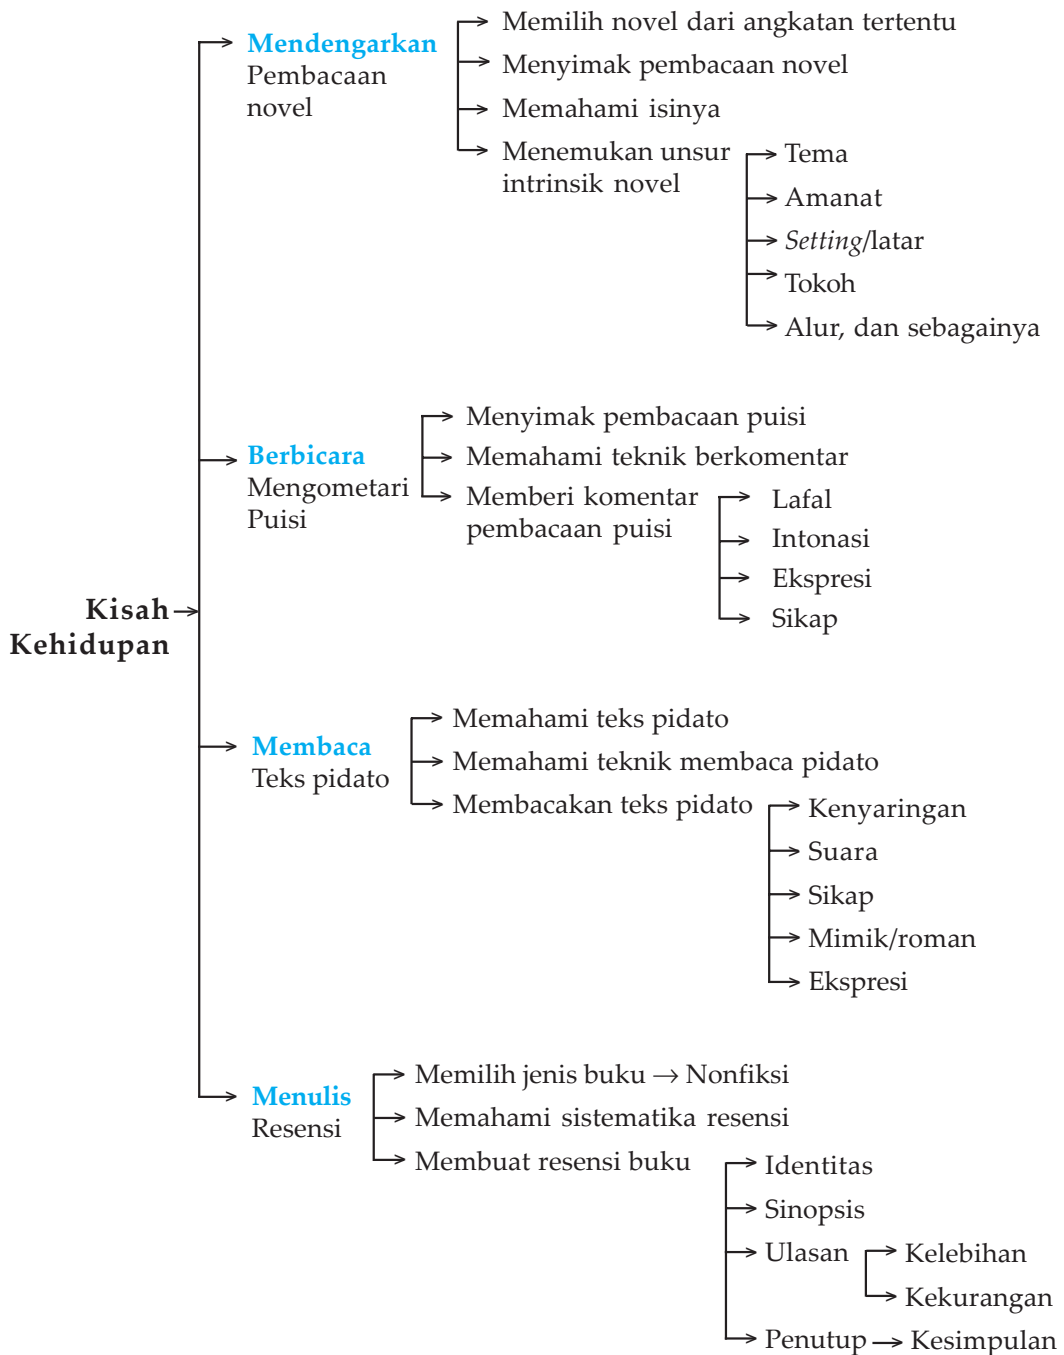 Mendengarkan
Pembacaan
novel
Memilih novel dari angkatan tertentu
Menyimak pembacaan novel
Memahami isinya
Menemukan unsur
intrinsik novel
Tema
Amanat
Setting/latar
Tokoh
Alur, dan sebagainya
Berbicara
Mengometari
Puisi
Menyimak pembacaan puisi
Memahami teknik berkomentar
Memberi komentar
pembacaan puisi
Lafal
Intonasi
Ekspresi
Sikap
Kisah
Kehidupan
Membaca
Teks pidato
Memahami teks pidato
Memahami teknik membaca pidato
Membacakan teks pidato
Kenyaringan
Suara
Sikap
Mimik/roman
Ekspresi
Menulis
Resensi
Memilih jenis buku → Nonfiksi
Memahami sistematika resensi
Membuat resensi buku
Identitas
Sinopsis
Ulasan
Kelebihan
Kekurangan
Penutup → Kesimpulan